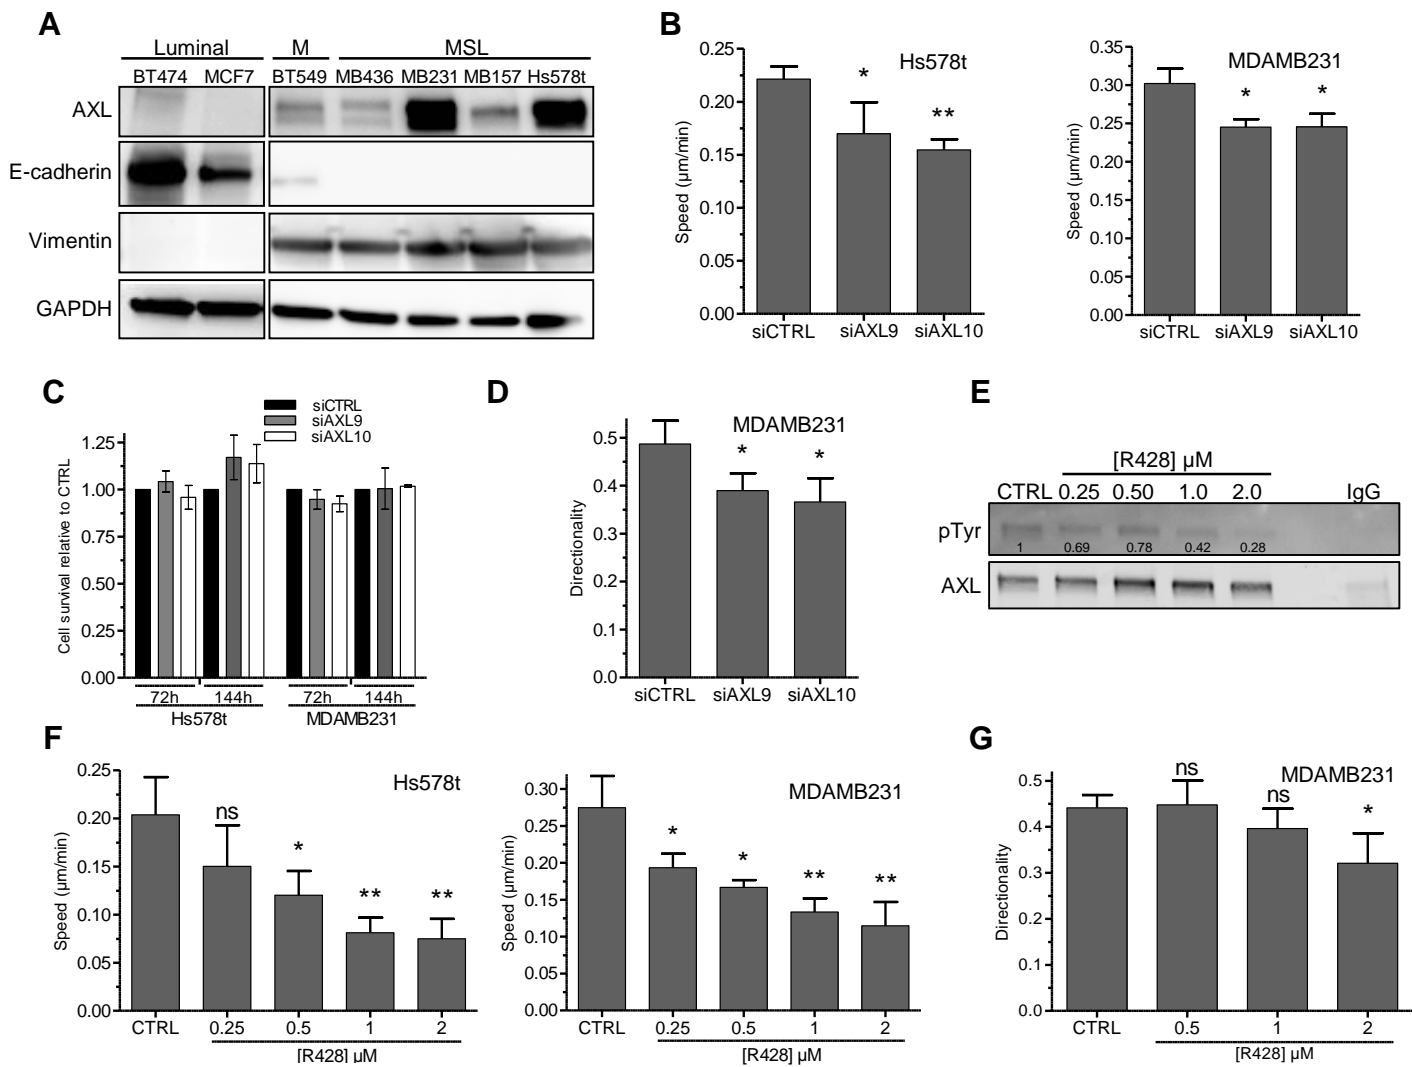 A
Luminal M MSL
BT474 MCF7 BT549 MB436 MB231 MB157 Hs578t
AXL
E-cadherin
Vimentin
GAPDH
B
Hs578t
Speed (µm/min)
0.25
0.20
0.15
0.10
0.05
0.00
* **
siCTRL siAXL9 siAXL10
MDAMB231
Speed (µm/min)
0.35
0.30
0.25
0.20
0.15
0.10
0.05
0.00
* *
siCTRL siAXL9 siAXL10
C
siCTRL
siAXL9
siAXL10
Cell survival relative to CTRL
1.25
1.00
0.75
0.50
0.25
0.00
72h 144h 72h 144h
Hs578t MDAMB231
D
MDAMB231
Directionality
0.5
0.4
0.3
0.2
0.1
0.0
* *
siCTRL siAXL9 siAXL10
E
[R428] µM
CTRL 0.25 0.50 1.0 2.0 IgG
pTyr
1 0.69 0.78 0.42 0.28
AXL
F
Hs578t
Speed (µm/min)
0.25
0.20
0.15
0.10
0.05
0.00
ns * ** **
CTRL 0.25 0.5 1 2
[R428] µM
MDAMB231
Speed (µm/min)
0.30
0.25
0.20
0.15
0.10
0.05
0.00
* * ** **
CTRL 0.25 0.5 1 2
[R428] µM
G
MDAMB231
Directionality
0.5
0.4
0.3
0.2
0.1
0.0
ns ns *
CTRL 0.5 1 2
[R428] µM